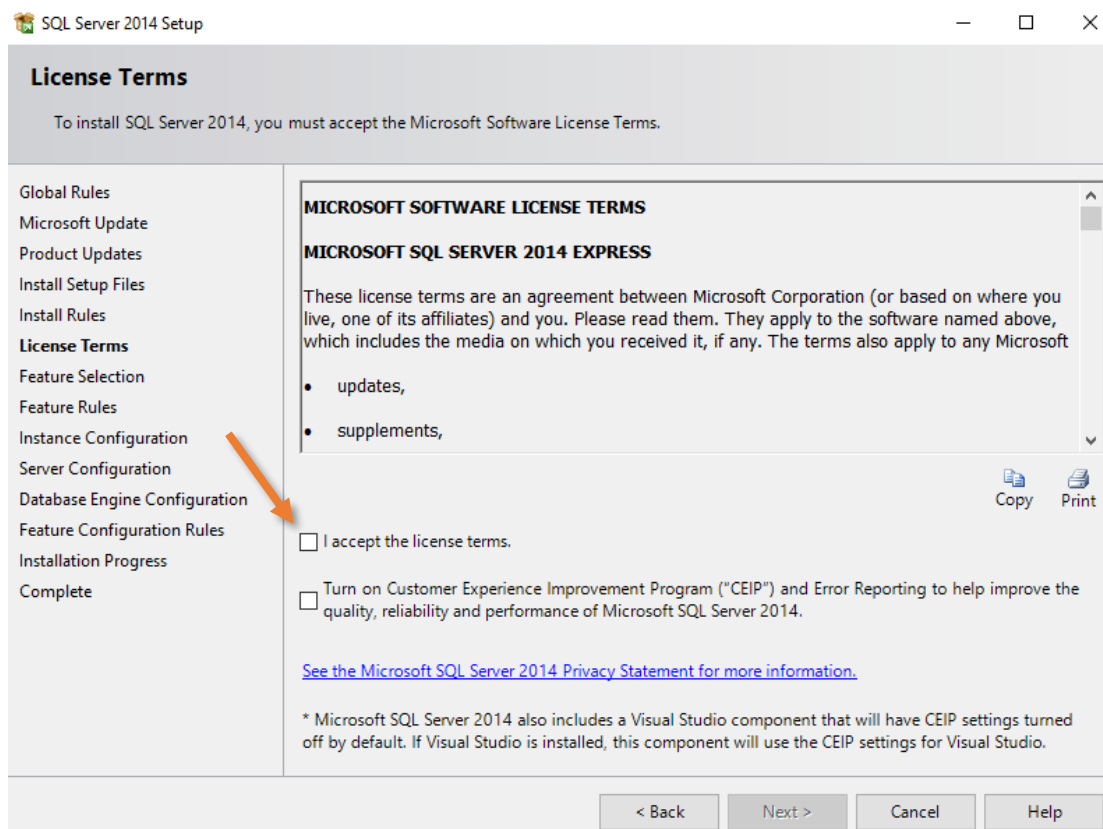 SQL Server 2014 Setup
License Terms
To install SQL Server 2014, you must accept the Microsoft Software License Terms.
Global Rules
Microsoft Update
Product Updates
Install Setup Files
Install Rules
License Terms
Feature Selection
Feature Rules
Instance Configuration
Server Configuration
Database Engine Configuration
Feature Configuration Rules
Installation Progress
Complete
MICROSOFT SOFTWARE LICENSE TERMS
MICROSOFT SQL SERVER 2014 EXPRESS
These license terms are an agreement between Microsoft Corporation (or based on where you
live, one of its affiliates) and you. Please read them. They apply to the software named above,
which includes the media on which you received it, if any. The terms also apply to any Microsoft
• updates,
• supplements,
Copy Print
I accept the license terms.
Turn on Customer Experience Improvement Program ("CEIP") and Error Reporting to help improve the
quality, reliability and performance of Microsoft SQL Server 2014.
See the Microsoft SQL Server 2014 Privacy Statement for more information.
* Microsoft SQL Server 2014 also includes a Visual Studio component that will have CEIP settings turned
off by default. If Visual Studio is installed, this component will use the CEIP settings for Visual Studio.
< Back Next > Cancel Help